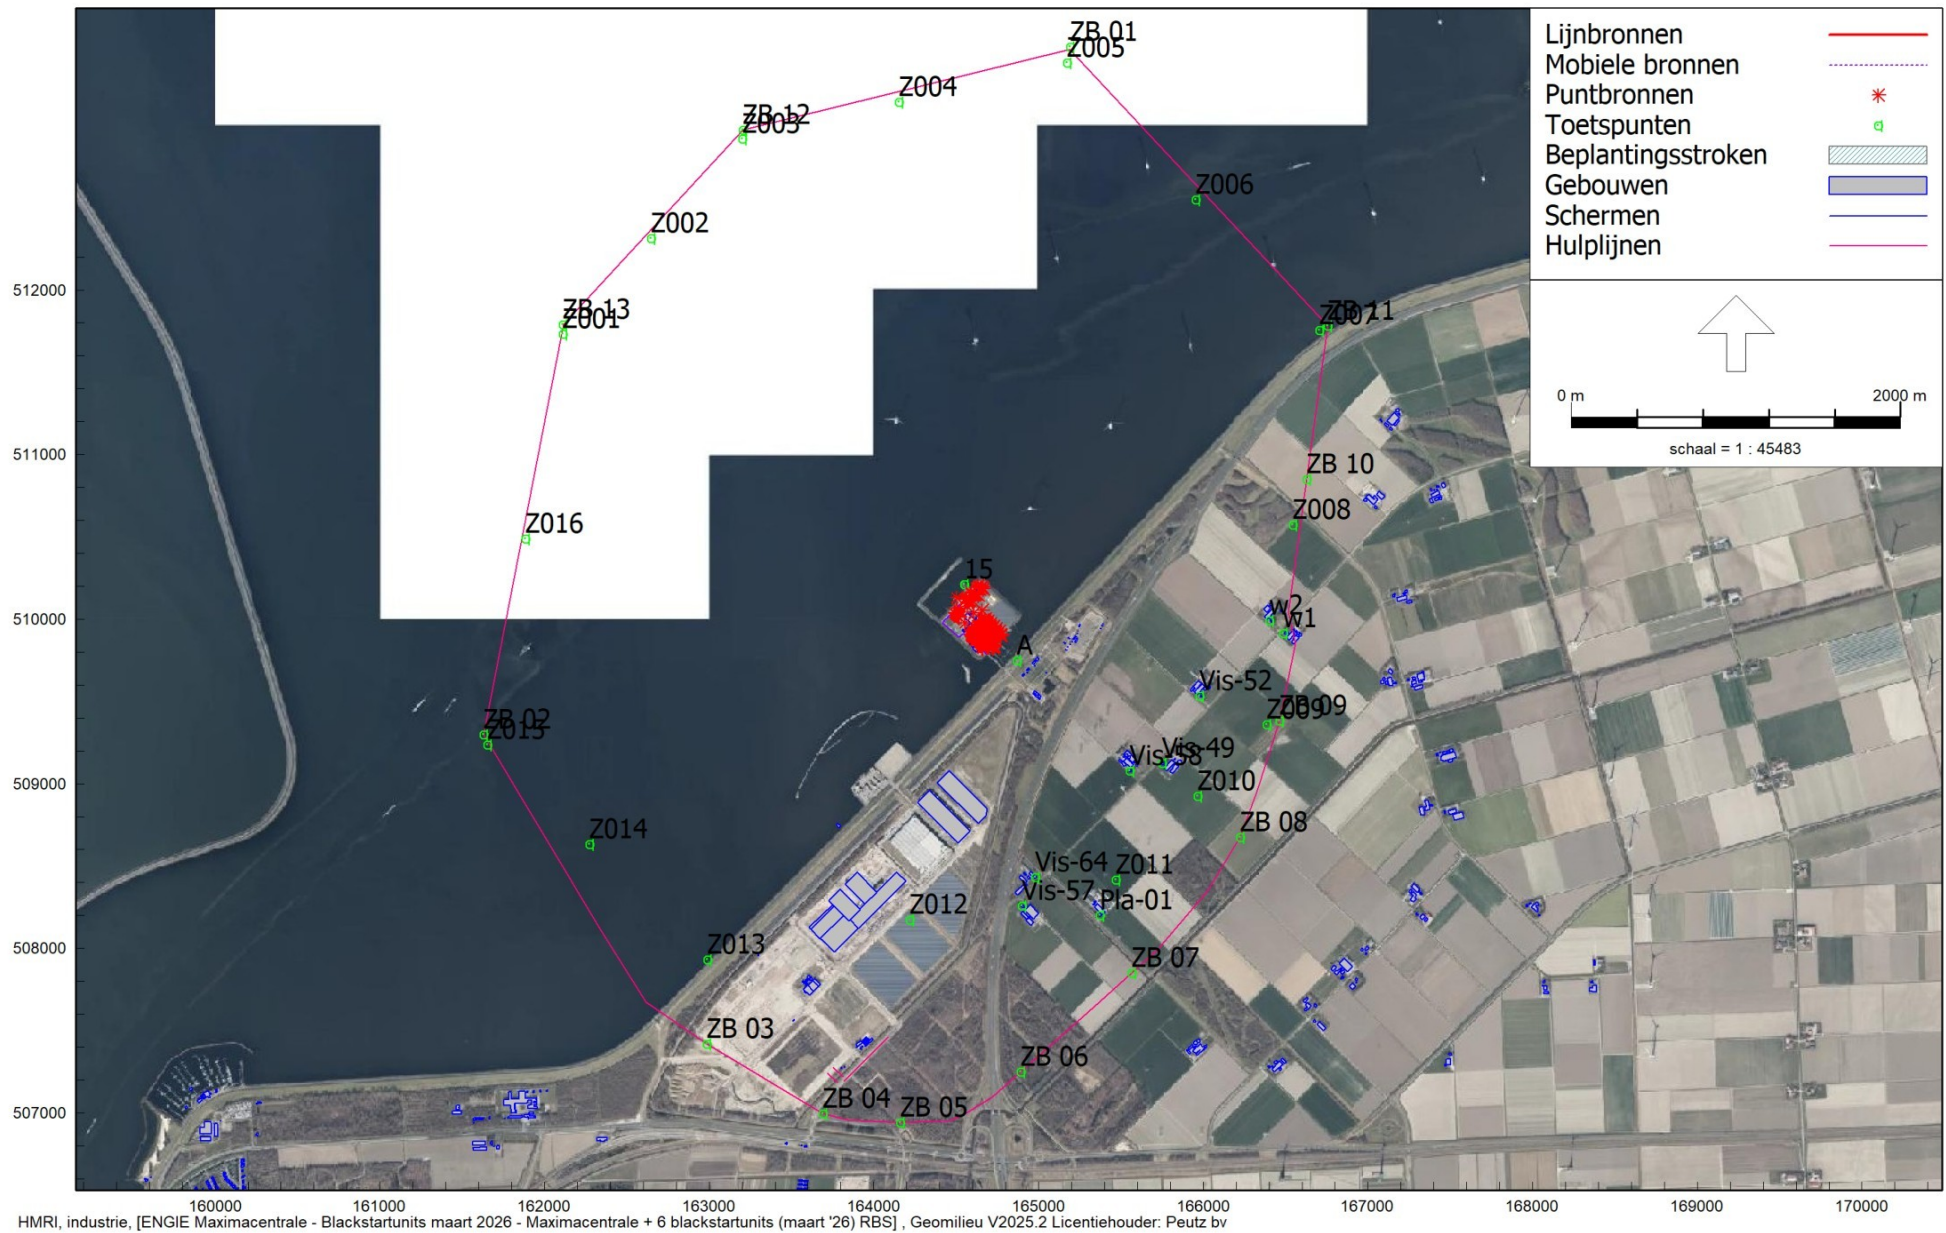 ZB 01
Z005
Z004
ZB 12
Z003
Z006
Z002
ZB 13
Z001
ZB 11
Z007
ZB 10
Z008
Z016
15
w2
w1
A
Vis-52
ZB 09
Z009
ZB 02
Z015
Vis-49
Vis-58
Z010
ZB 08
Z014
Vis-64
Z011
Vis-57
Pla-01
Z012
Z013
ZB 07
ZB 03
ZB 06
ZB 04
ZB 05
Lijnbronnen
Mobiele bronnen
Puntbronnen
Toetspunten
Beplantingsstroken
Gebouwen
Schermen
Hulplijnen
0 m
2000 m
schaal = 1 : 45483
512000
511000
510000
509000
508000
507000
160000
161000
162000
163000
164000
165000
166000
167000
168000
169000
170000
HMRI, industrie, [ENGIE Maximacentrale - Blackstartunits maart 2026 - Maximacentrale + 6 blackstartunits (maart '26) RBS] , Geomilieu V2025.2 Licentiehouder: Peutz bv